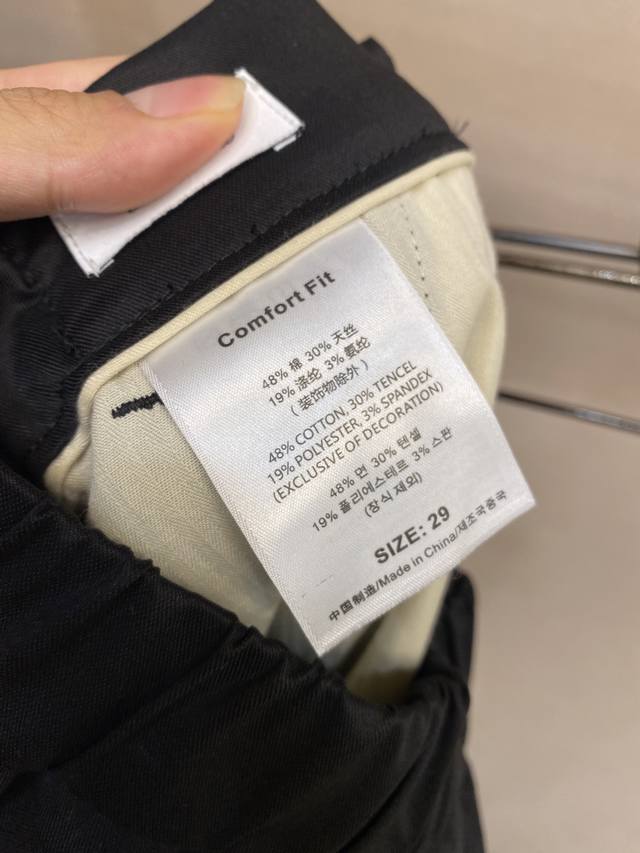 Comfort Fit
48% 棉 30% 天丝
19% 涤纶 3% 氨纶
(装饰物除外)
48% COTTON, 30% TENCEL
19% POLYESTER, 3% SPANDEX
(EXCLUSIVE OF DECORATION)
48% 면 30% 텐셀
19% 폴리에스테르 3% 스판
(장식 제외)
SIZE: 29
中国制造/Made in China/제조국중국